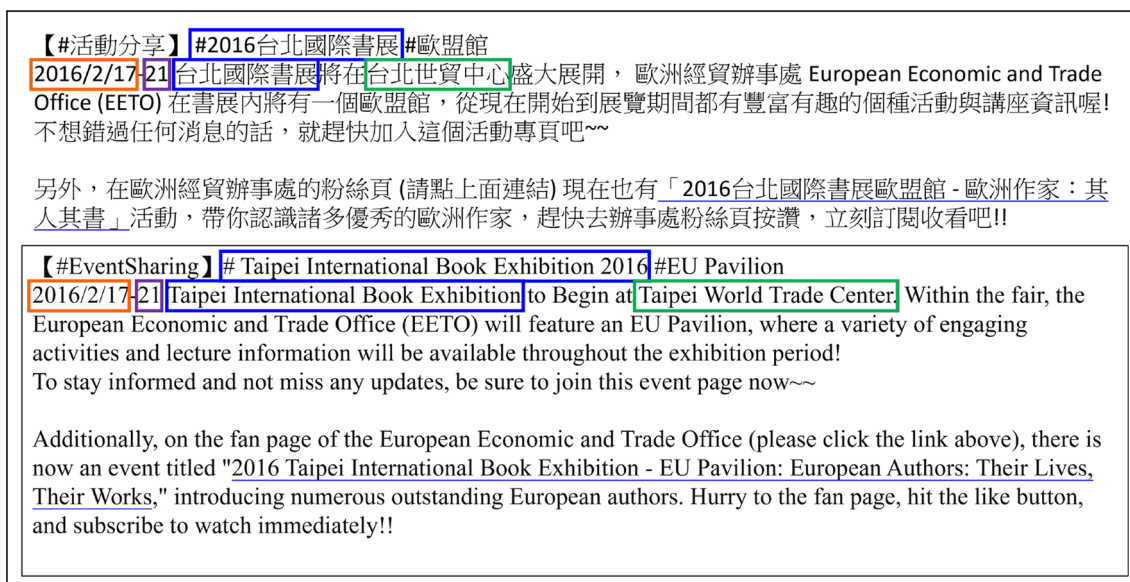 【#活動分享】 #2016台北國際書展 #歐盟館
2016/2/17-21 台北國際書展將在台北世貿中心盛大展開， 歐洲經貿辦事處 European Economic and Trade
Office (EETO) 在書展內將有一個歐盟館，從現在開始到展覽期間都有豐富有趣的個種活動與講座資訊喔!
不想錯過任何消息的話，就趕快加入這個活動專頁吧~~
另外，在歐洲經貿辦事處的粉絲頁 (請點上面連結) 現在也有「2016台北國際書展歐盟館 - 歐洲作家：其
人其書」活動，帶你認識諸多優秀的歐洲作家，趕快去辦事處粉絲頁按讚，立刻訂閱收看吧!!
【#EventSharing】 # Taipei International Book Exhibition 2016 #EU Pavilion
2016/2/17-21 Taipei International Book Exhibition to Begin at Taipei World Trade Center. Within the fair, the
European Economic and Trade Office (EETO) will feature an EU Pavilion, where a variety of engaging
activities and lecture information will be available throughout the exhibition period!
To stay informed and not miss any updates, be sure to join this event page now~~
Additionally, on the fan page of the European Economic and Trade Office (please click the link above), there is
now an event titled "2016 Taipei International Book Exhibition - EU Pavilion: European Authors: Their Lives,
Their Works," introducing numerous outstanding European authors. Hurry to the fan page, hit the like button,
and subscribe to watch immediately!!